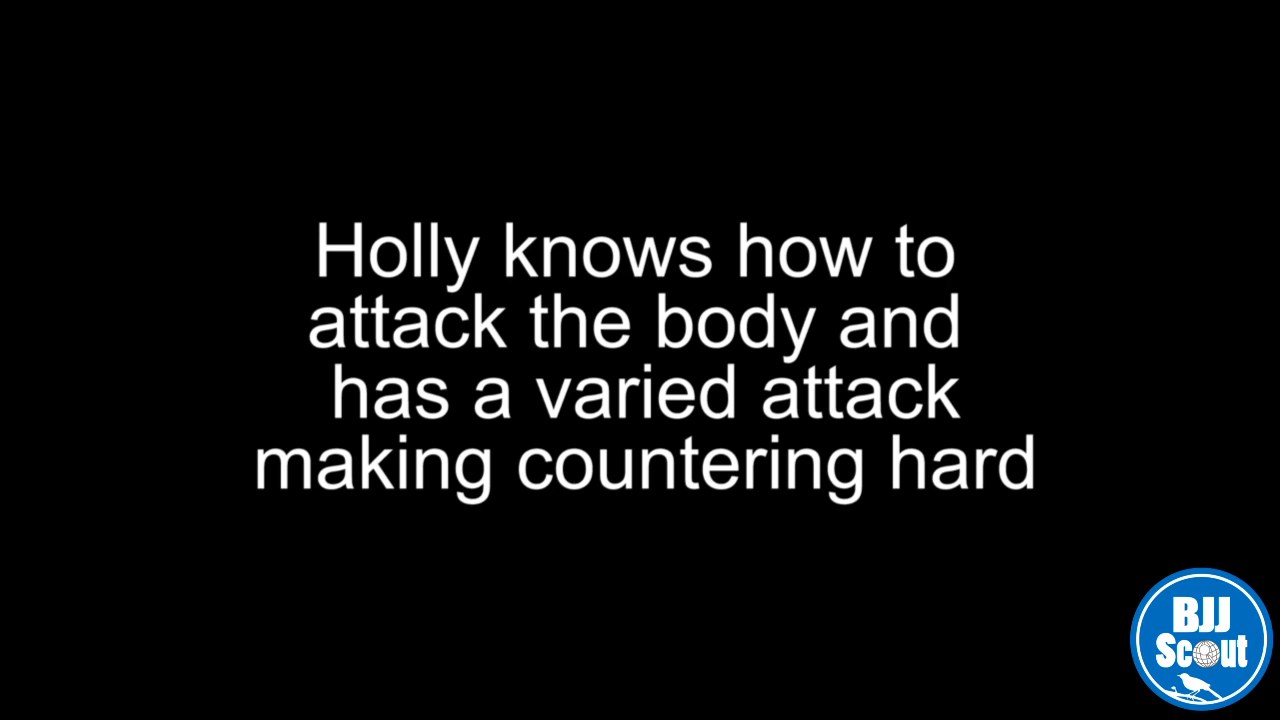 Holly knows how to
attack the body and
has a varied attack
making countering hard
BJJ
Scout